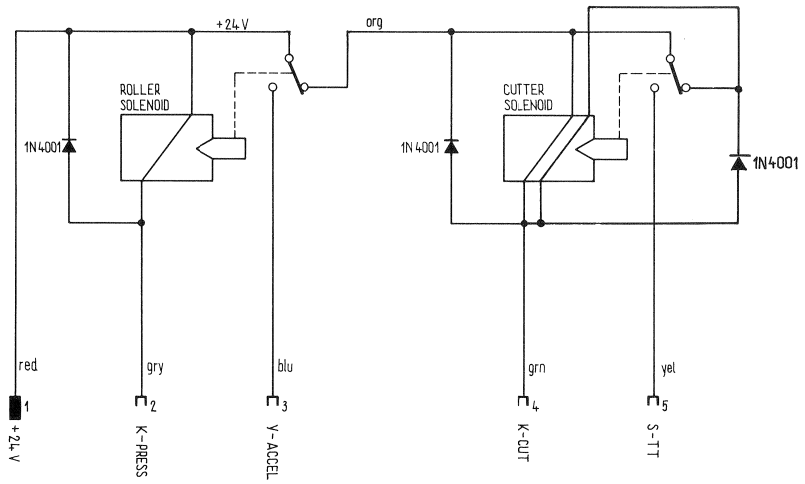 +24V
org
ROLLER
SOLENOID
CUTTER
SOLENOID
1N4001
1N4001
1N4001
red
gry
blu
grn
yel
1
2
3
4
5
+24V
K-PRESS
Y-ACCEL
K-CUT
S-TT